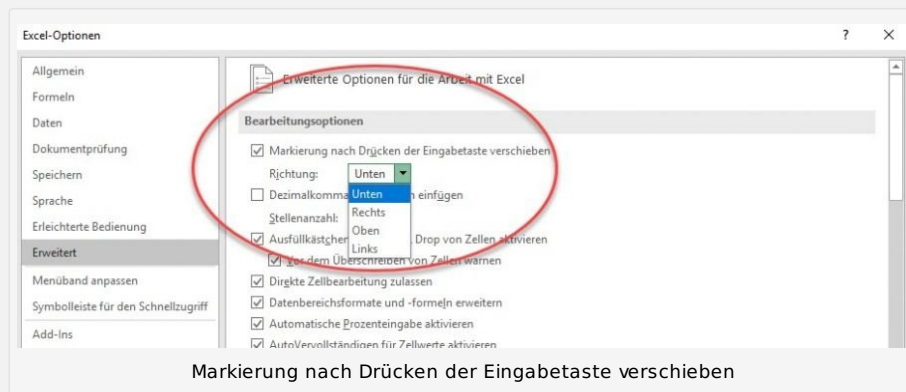 Excel-Optionen
? ×
Allgemein
Formeln
Daten
Dokumentprüfung
Speichern
Sprache
Erleichterte Bedienung
Erweitert
Menüband anpassen
Symbolleiste für den Schnellzugriff
Add-Ins
Erweiterte Optionen für die Arbeit mit Excel
Bearbeitungsoptionen
Markierung nach Drücken der Eingabetaste verschieben
Richtung: Unten
Unten
Rechts
Oben
Links
Dezimalkomma einfügen
Stellenanzahl:
Drop von Zellen aktivieren
Vor dem Überschreiben von Zellen warnen
Direkte Zellbearbeitung zulassen
Datenbereichsformate und -formeln erweitern
Automatische Prozenteingabe aktivieren
AutoVervollständigen für Zellwerte aktivieren
Markierung nach Drücken der Eingabetaste verschieben